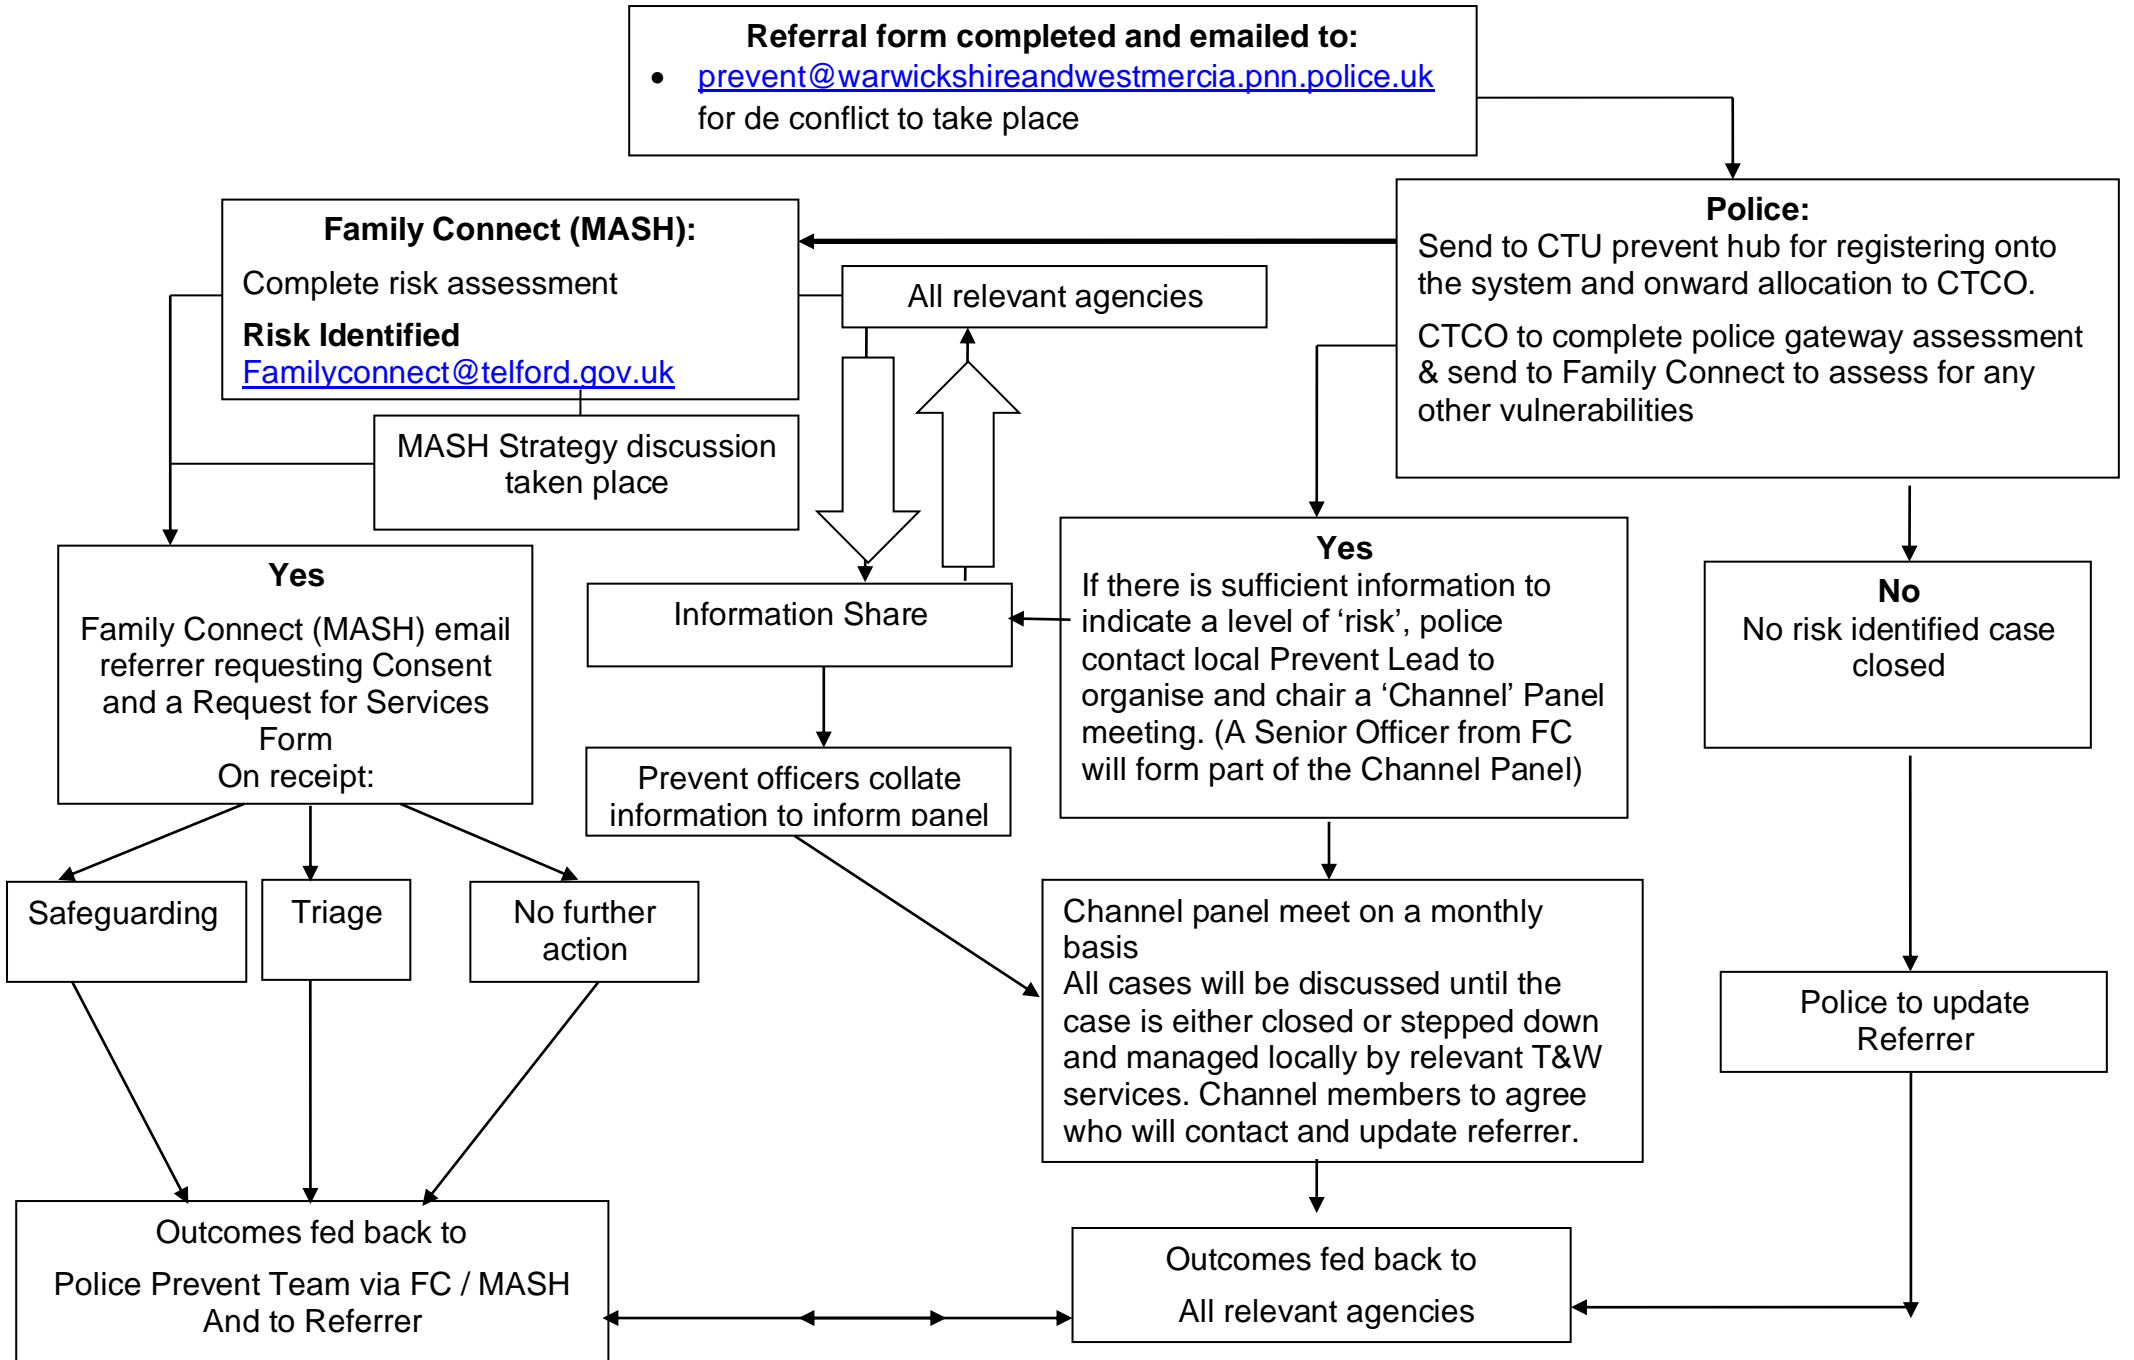 Referral form completed and emailed to:
• prevent@warwickshireandwestmercia.pnn.police.uk
for de conflict to take place
Police:
Send to CTU prevent hub for registering onto
the system and onward allocation to CTCO.
CTCO to complete police gateway assessment
& send to Family Connect to assess for any
other vulnerabilities
Family Connect (MASH):
Complete risk assessment
Risk Identified
Familyconnect@telford.gov.uk
All relevant agencies
MASH Strategy discussion
taken place
Yes
Family Connect (MASH) email
referrer requesting Consent
and a Request for Services
Form
On receipt:
Information Share
Yes
If there is sufficient information to
indicate a level of ‘risk’, police
contact local Prevent Lead to
organise and chair a ‘Channel’ Panel
meeting. (A Senior Officer from FC
will form part of the Channel Panel)
No
No risk identified case
closed
Prevent officers collate
information to inform panel
Safeguarding
Triage
No further
action
Channel panel meet on a monthly
basis
All cases will be discussed until the
case is either closed or stepped down
and managed locally by relevant T&W
services. Channel members to agree
who will contact and update referrer.
Police to update
Referrer
Outcomes fed back to
Police Prevent Team via FC / MASH
And to Referrer
Outcomes fed back to
All relevant agencies